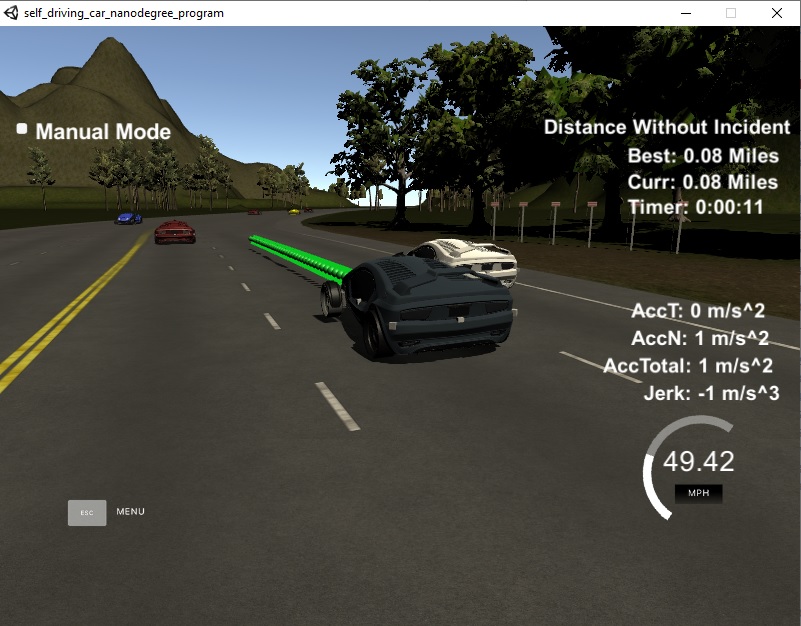 self_driving_car_nanodegree_program
Manual Mode
Distance Without Incident
Best: 0.08 Miles
Curr: 0.08 Miles
Timer: 0:00:11
AccT: 0 m/s^2
AccN: 1 m/s^2
AccTotal: 1 m/s^2
Jerk: -1 m/s^3
49.42
MPH
ESC MENU